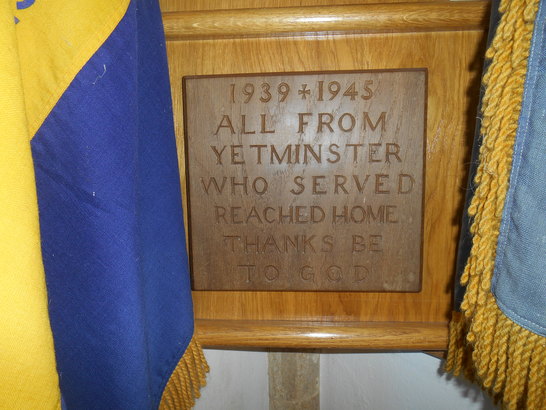 1939 + 1945
ALL FROM
YETMINSTER
WHO SERVED
REACHED HOME
THANKS BE
TO GOD